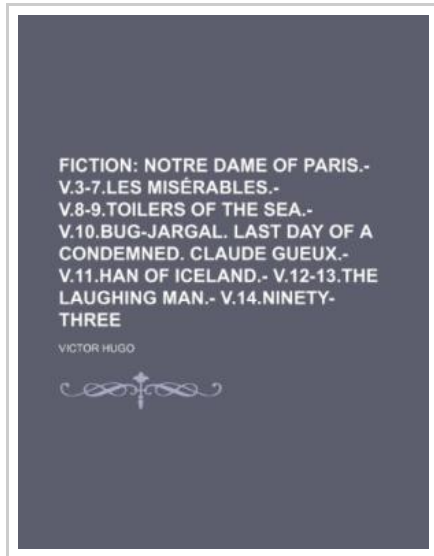 FICTION: NOTRE DAME OF PARIS.-
V.3-7.LES MISÉRABLES.-
V.8-9.TOILERS OF THE SEA.-
V.10.BUG-JARGAL. LAST DAY OF A
CONDEMNED. CLAUDE GUEUX.-
V.11.HAN OF ICELAND.- V.12-13.THE
LAUGHING MAN.- V.14.NINETY-
THREE
VICTOR HUGO